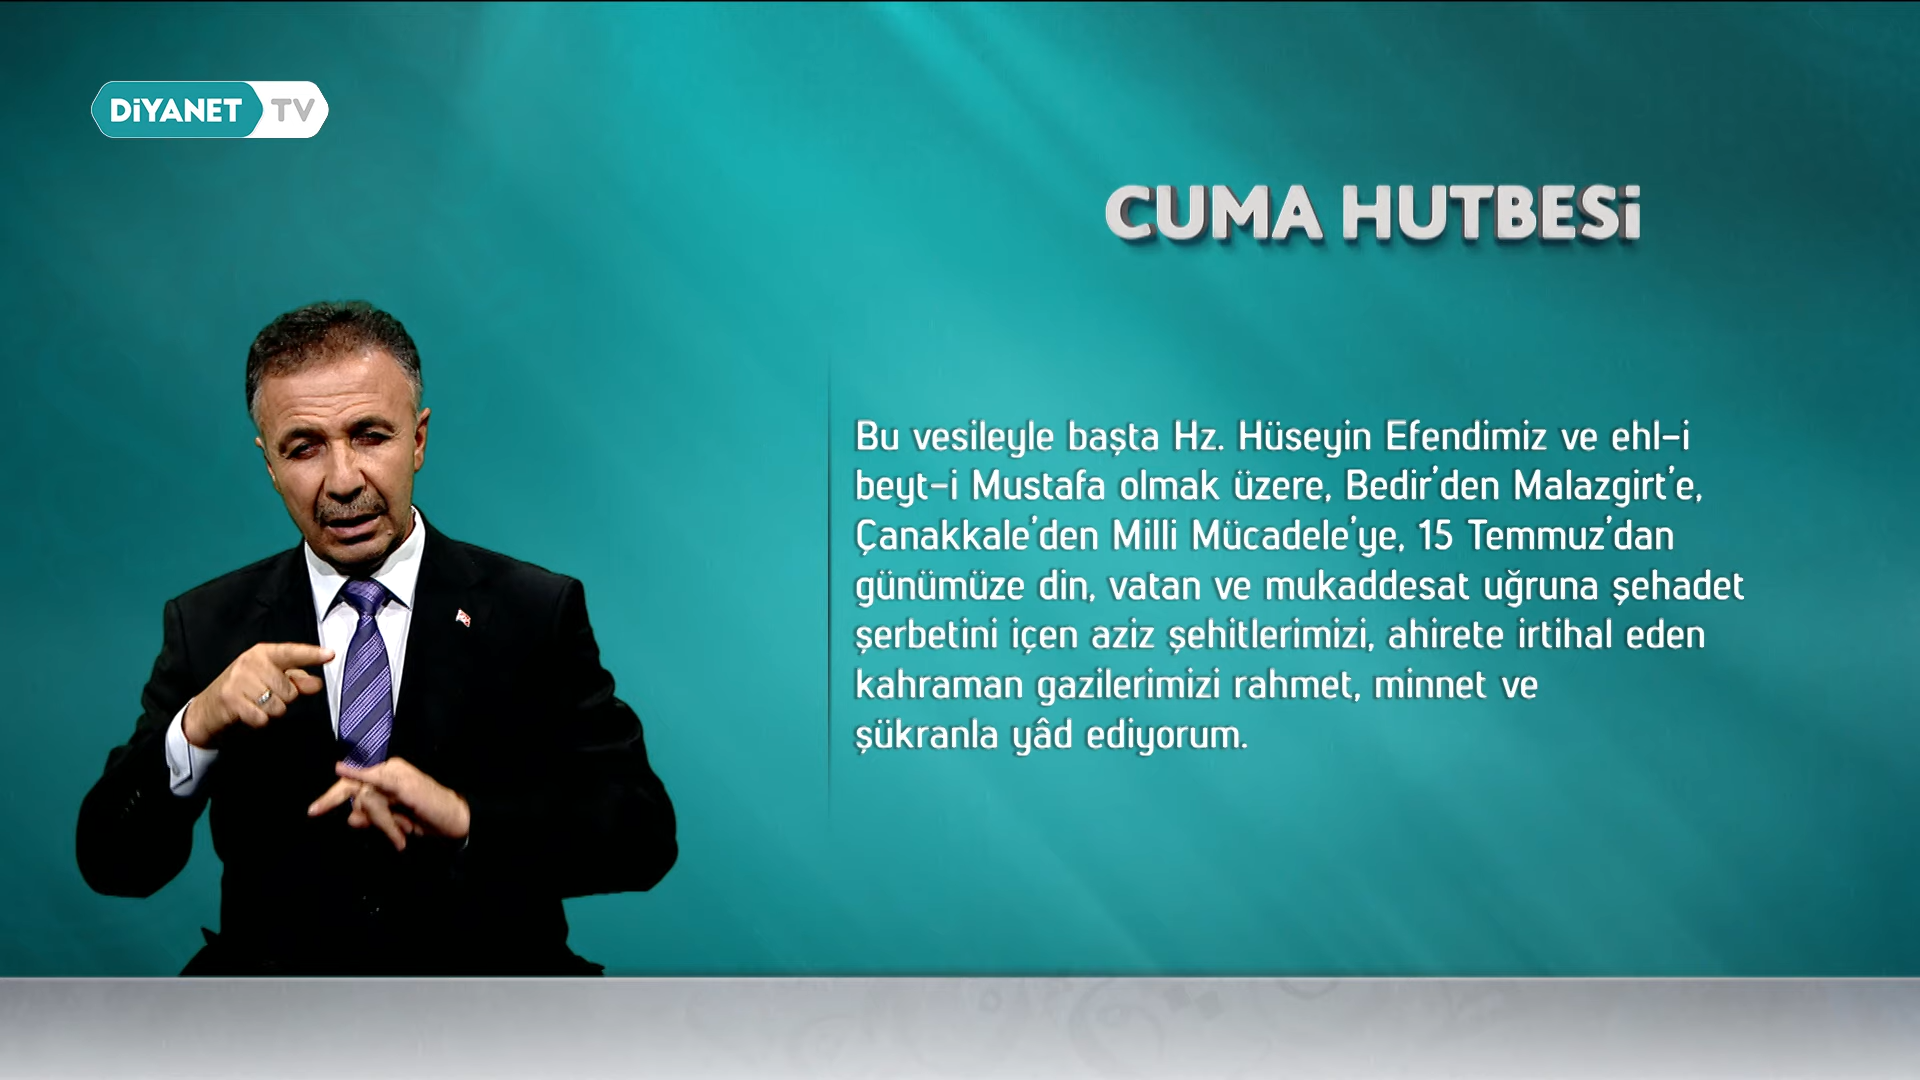 DiYANET TV
CUMA HUTBESi
Bu vesileyle başta Hz. Hüseyin Efendimiz ve ehl-i
beyt-i Mustafa olmak üzere, Bedir'den Malazgirt'e,
Çanakkale'den Milli Mücadele'ye, 15 Temmuz'dan
günümüze din, vatan ve mukaddesat uğruna şehadet
şerbetini içen aziz şehitlerimizi, ahirete irtihal eden
kahraman gazilerimizi rahmet, minnet ve
şükranla yâd ediyorum.